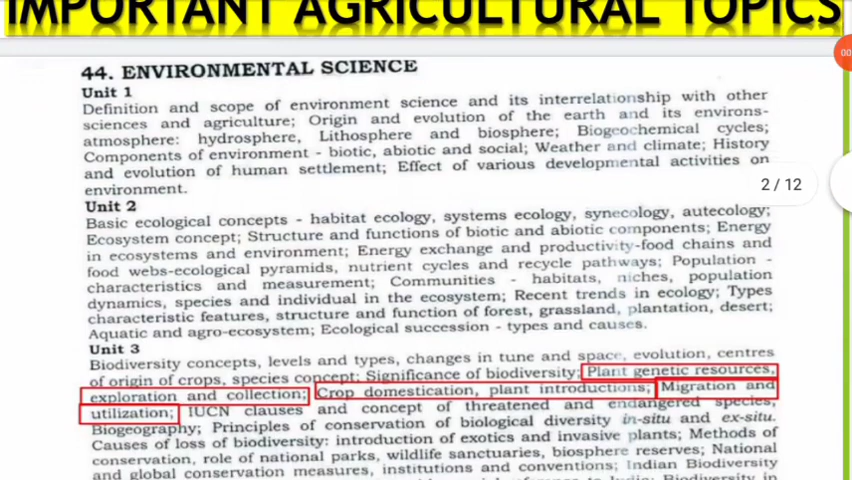 IMPORTANT AGRICULTURAL TOPICS
00
44. ENVIRONMENTAL SCIENCE
Unit 1
Definition and scope of environment science and its interrelationship with other
sciences and agriculture; Origin and evolution of the earth and its environs-
atmosphere: hydrosphere, Lithosphere and biosphere; Biogeochemical cycles;
Components of environment - biotic, abiotic and social; Weather and climate; History
and evolution of human settlement; Effect of various developmental activities on
environment.
2 / 12
Unit 2
Basic ecological concepts - habitat ecology, systems ecology, synecology, autecology;
Ecosystem concept; Structure and functions of biotic and abiotic components; Energy
in ecosystems and environment; Energy exchange and productivity-food chains and
food webs-ecological pyramids, nutrient cycles and recycle pathways; Population -
characteristics and measurement; Communities - habitats, niches, population
dynamics, species and individual in the ecosystem; Recent trends in ecology; Types
characteristic features, structure and function of forest, grassland, plantation, desert;
Aquatic and agro-ecosystem; Ecological succession - types and causes.
Unit 3
Biodiversity concepts, levels and types, changes in tune and space, evolution, centres
of origin of crops, species concept; Significance of biodiversity; Plant genetic resources,
exploration and collection; Crop domestication, plant introductions; Migration and
utilization; IUCN clauses and concept of threatened and endangered species,
Biogeography; Principles of conservation of biological diversity in-situ and ex-situ.
Causes of loss of biodiversity: introduction of exotics and invasive plants; Methods of
conservation, role of national parks, wildlife sanctuaries, biosphere reserves; National
and global conservation measures, institutions and conventions; Indian Biodiversity